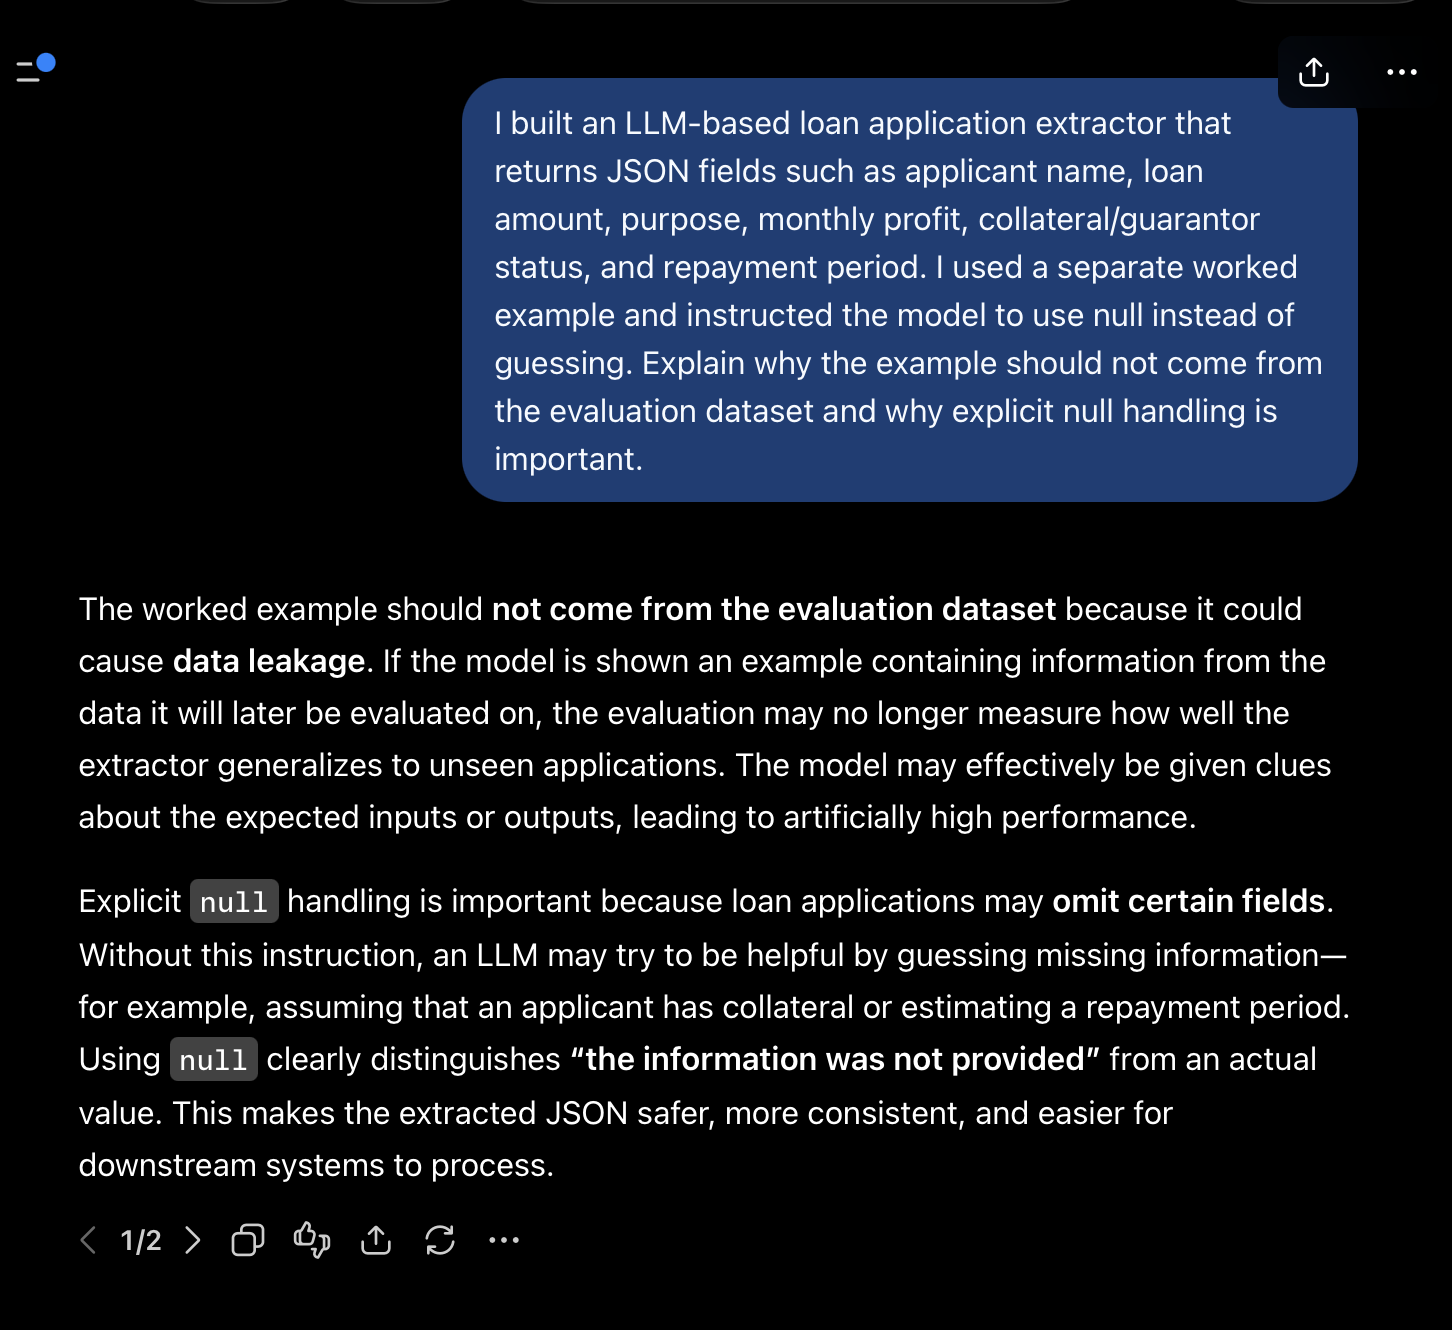 I built an LLM-based loan application extractor that
returns JSON fields such as applicant name, loan
amount, purpose, monthly profit, collateral/guarantor
status, and repayment period. I used a separate worked
example and instructed the model to use null instead of
guessing. Explain why the example should not come from
the evaluation dataset and why explicit null handling is
important.
The worked example should not come from the evaluation dataset because it could
cause data leakage. If the model is shown an example containing information from the
data it will later be evaluated on, the evaluation may no longer measure how well the
extractor generalizes to unseen applications. The model may effectively be given clues
about the expected inputs or outputs, leading to artificially high performance.
Explicit null handling is important because loan applications may omit certain fields.
Without this instruction, an LLM may try to be helpful by guessing missing information—
for example, assuming that an applicant has collateral or estimating a repayment period.
Using null clearly distinguishes “the information was not provided” from an actual
value. This makes the extracted JSON safer, more consistent, and easier for
downstream systems to process.
1/2